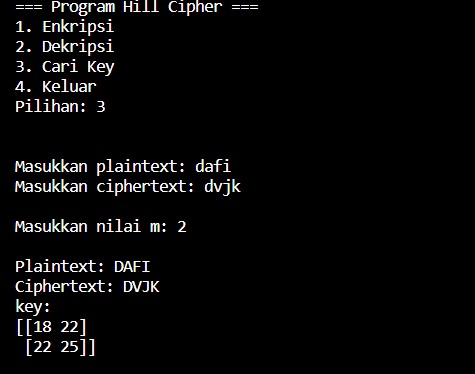 === Program Hill Cipher ===
1. Enkripsi
2. Dekripsi
3. Cari Key
4. Keluar
Pilihan: 3
Masukkan plaintext: dafi
Masukkan ciphertext: dvjk
Masukkan nilai m: 2
Plaintext: DAFI
Ciphertext: DVJK
key:
[[18 22]
 [22 25]]